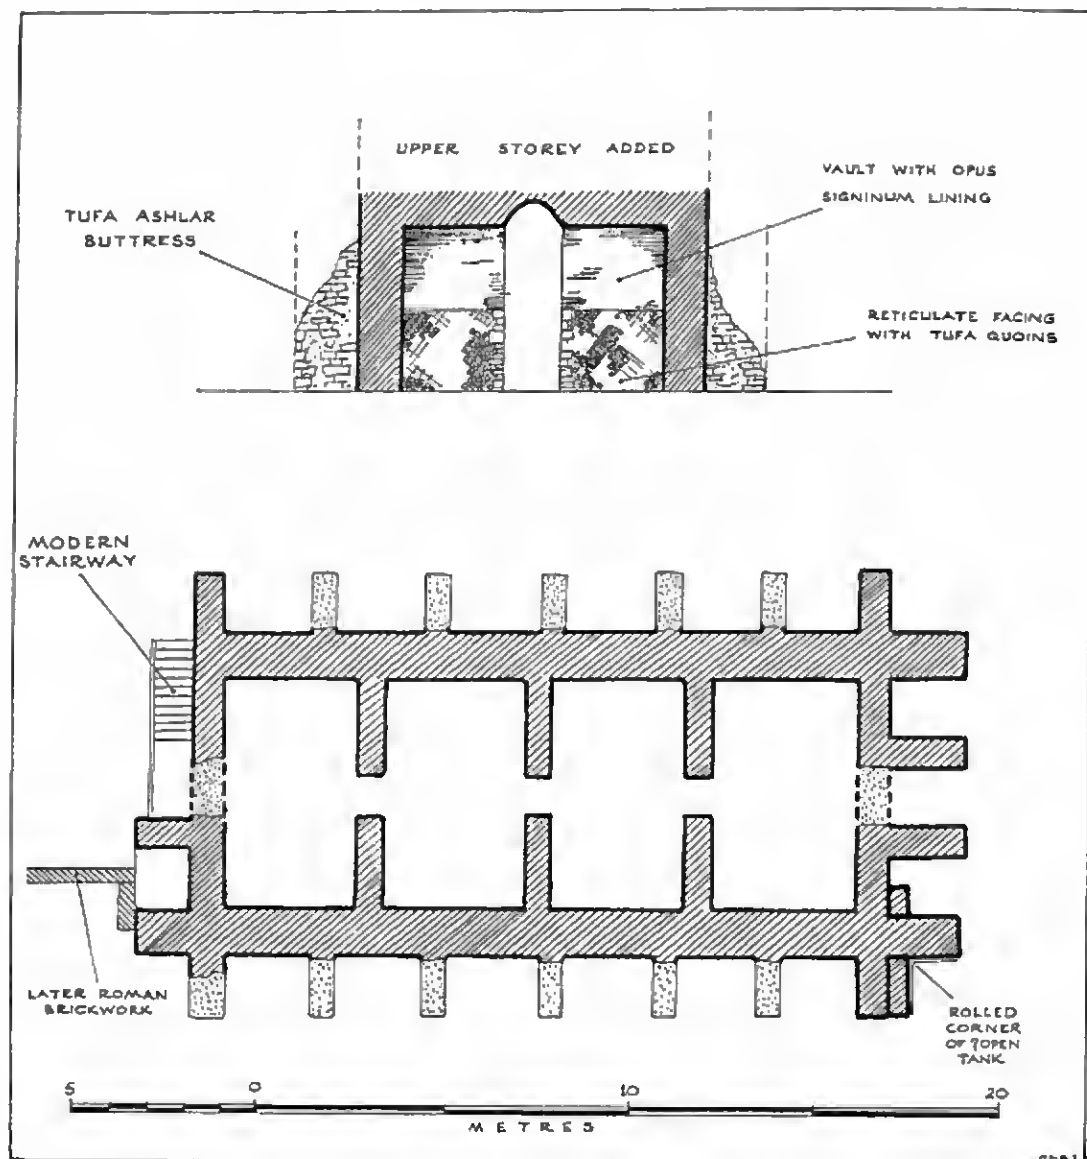 UPPER STOREY ADDED
VAULT WITH OPUS
SIGNINUM LINING
TUFA ASHLAR
BUTTRESS
RETICULATE FACING
WITH TUFA QUOINS
MODERN
STAIRWAY
LATER ROMAN
BRICKWORK
ROLLED
CORNER
OF ?OPEN
TANK
5 0 10 20
METRES